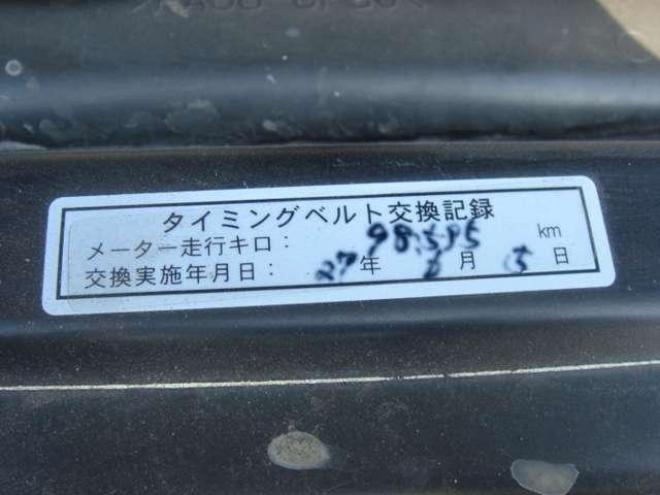 タイミングベルト交換記録
メーター走行キロ: 98,595 km
交換実施年月日: 27年 6月 5日